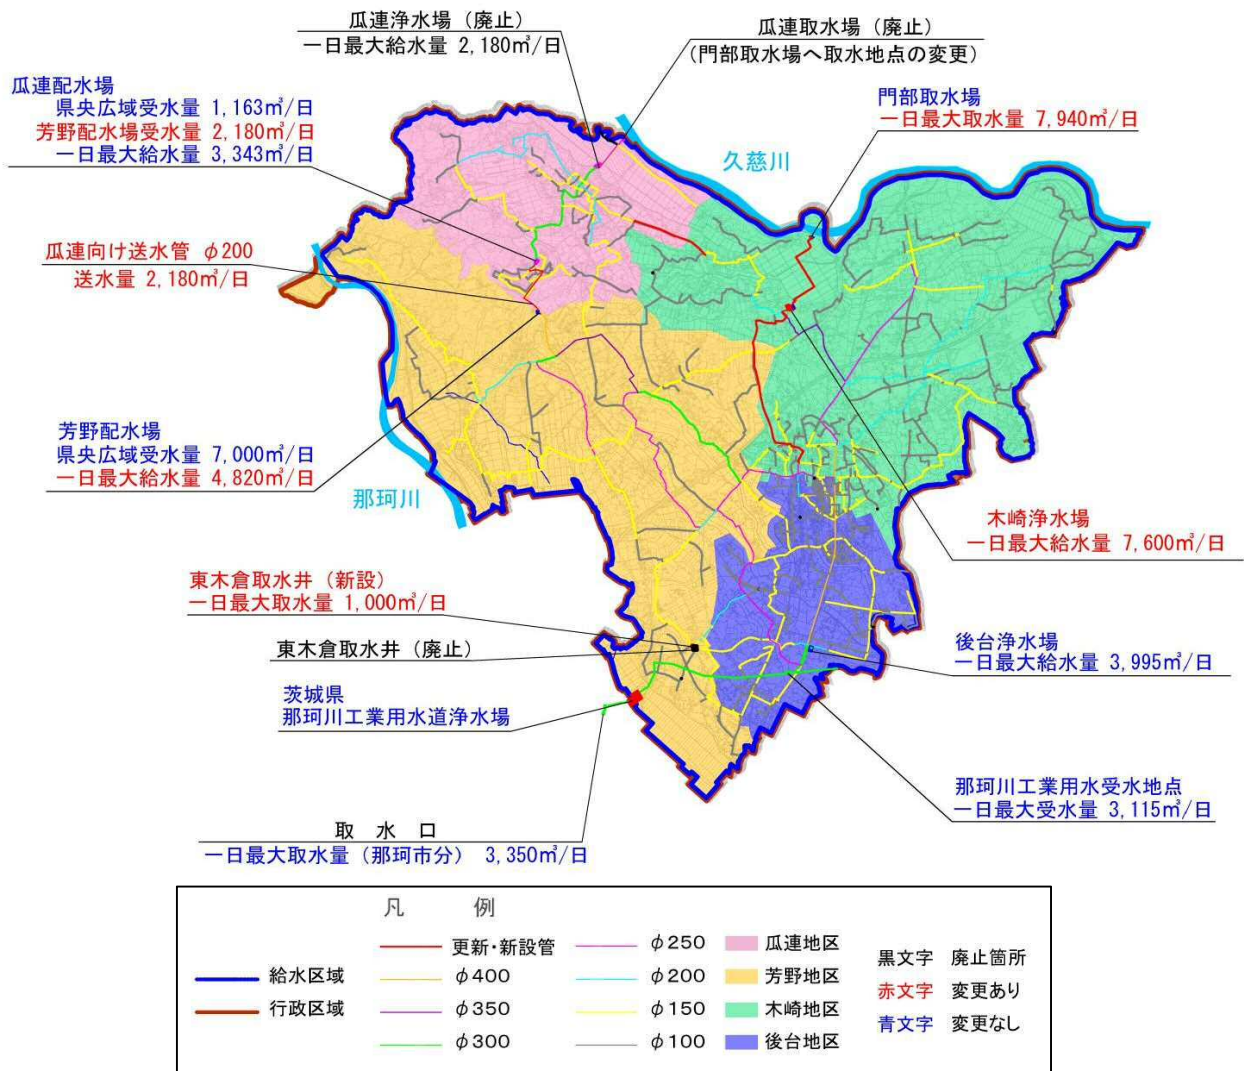 瓜連浄水場（廃止）
一日最大給水量 2,180㎥/日
瓜連取水場（廃止）
（門部取水場へ取水地点の変更）
瓜連配水場
県央広域受水量 1,163㎥/日
芳野配水場受水量 2,180㎥/日
一日最大給水量 3,343㎥/日
門部取水場
一日最大取水量 7,940㎥/日
久慈川
瓜連向け送水管 φ200
送水量 2,180㎥/日
芳野配水場
県央広域受水量 7,000㎥/日
一日最大給水量 4,820㎥/日
那珂川
木崎浄水場
一日最大給水量 7,600㎥/日
東木倉取水井（新設）
一日最大取水量 1,000㎥/日
東木倉取水井（廃止）
後台浄水場
一日最大給水量 3,995㎥/日
茨城県
那珂川工業用水道浄水場
那珂川工業用水受水地点
一日最大受水量 3,115㎥/日
取 水 口
一日最大取水量（那珂市分） 3,350㎥/日
凡 例
給水区域
行政区域
更新・新設管
φ400
φ350
φ300
φ250
φ200
φ150
φ100
瓜連地区
芳野地区
木崎地区
後台地区
黒文字 廃止箇所
赤文字 変更あり
青文字 変更なし